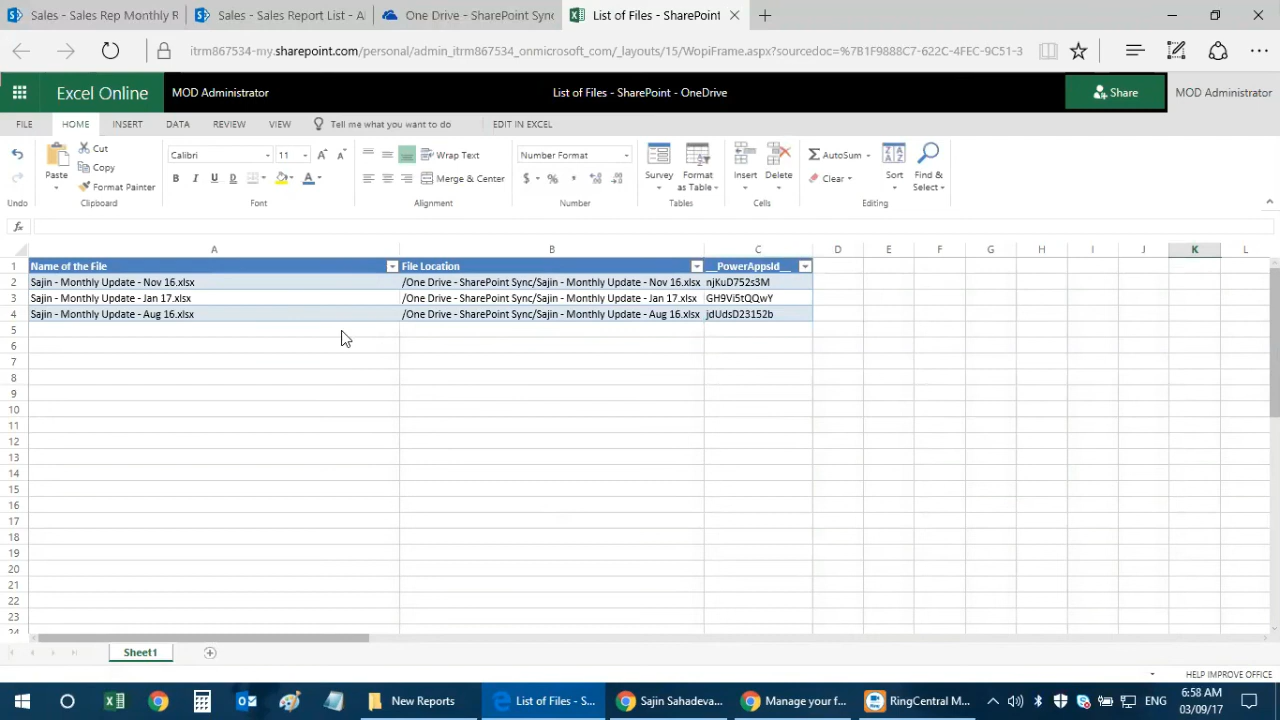 Sales - Sales Rep Monthly R
Sales - Sales Report List - A
One Drive - SharePoint Sync
List of Files - SharePoint
https://itrm867534-my.sharepoint.com/personal/admin_itrm867534_onmicrosoft_com/_layouts/15/WopiFrame.aspx?sourcedoc=%7B1F9888C7-622C-4FEC-9C51-3
Excel Online
MOD Administrator
List of Files - SharePoint - OneDrive
Share
MOD Administrator
FILE HOME INSERT DATA REVIEW VIEW Tell me what you want to do EDIT IN EXCEL
Cut
Calibri 11
Wrap Text
Number Format
AutoSum
Copy
Paste
Format Painter
B I U D
Merge & Center
$ % ,
Survey
Format as Table
Insert
Delete
Clear
Sort
Find & Select
Undo Clipboard Font Alignment Number Tables Cells Editing
fx
A B C D E F G H I J K L
1 Name of the File File Location __PowerAppsId__
2 Sajin - Monthly Update - Nov 16.xlsx /One Drive - SharePoint Sync/Sajin - Monthly Update - Nov 16.xlsx njKuD752s3M
3 Sajin - Monthly Update - Jan 17.xlsx /One Drive - SharePoint Sync/Sajin - Monthly Update - Jan 17.xlsx GH9Vi5tQQwY
4 Sajin - Monthly Update - Aug 16.xlsx /One Drive - SharePoint Sync/Sajin - Monthly Update - Aug 16.xlsx jdUdsD23152b
5
6
7
8
9
10
11
12
13
14
15
16
17
18
19
20
21
22
23
24
Sheet1
HELP IMPROVE OFFICE
New Reports
List of Files - S...
Sajin Sahadeva...
Manage your f...
RingCentral M...
ENG
6:58 AM
03/09/17